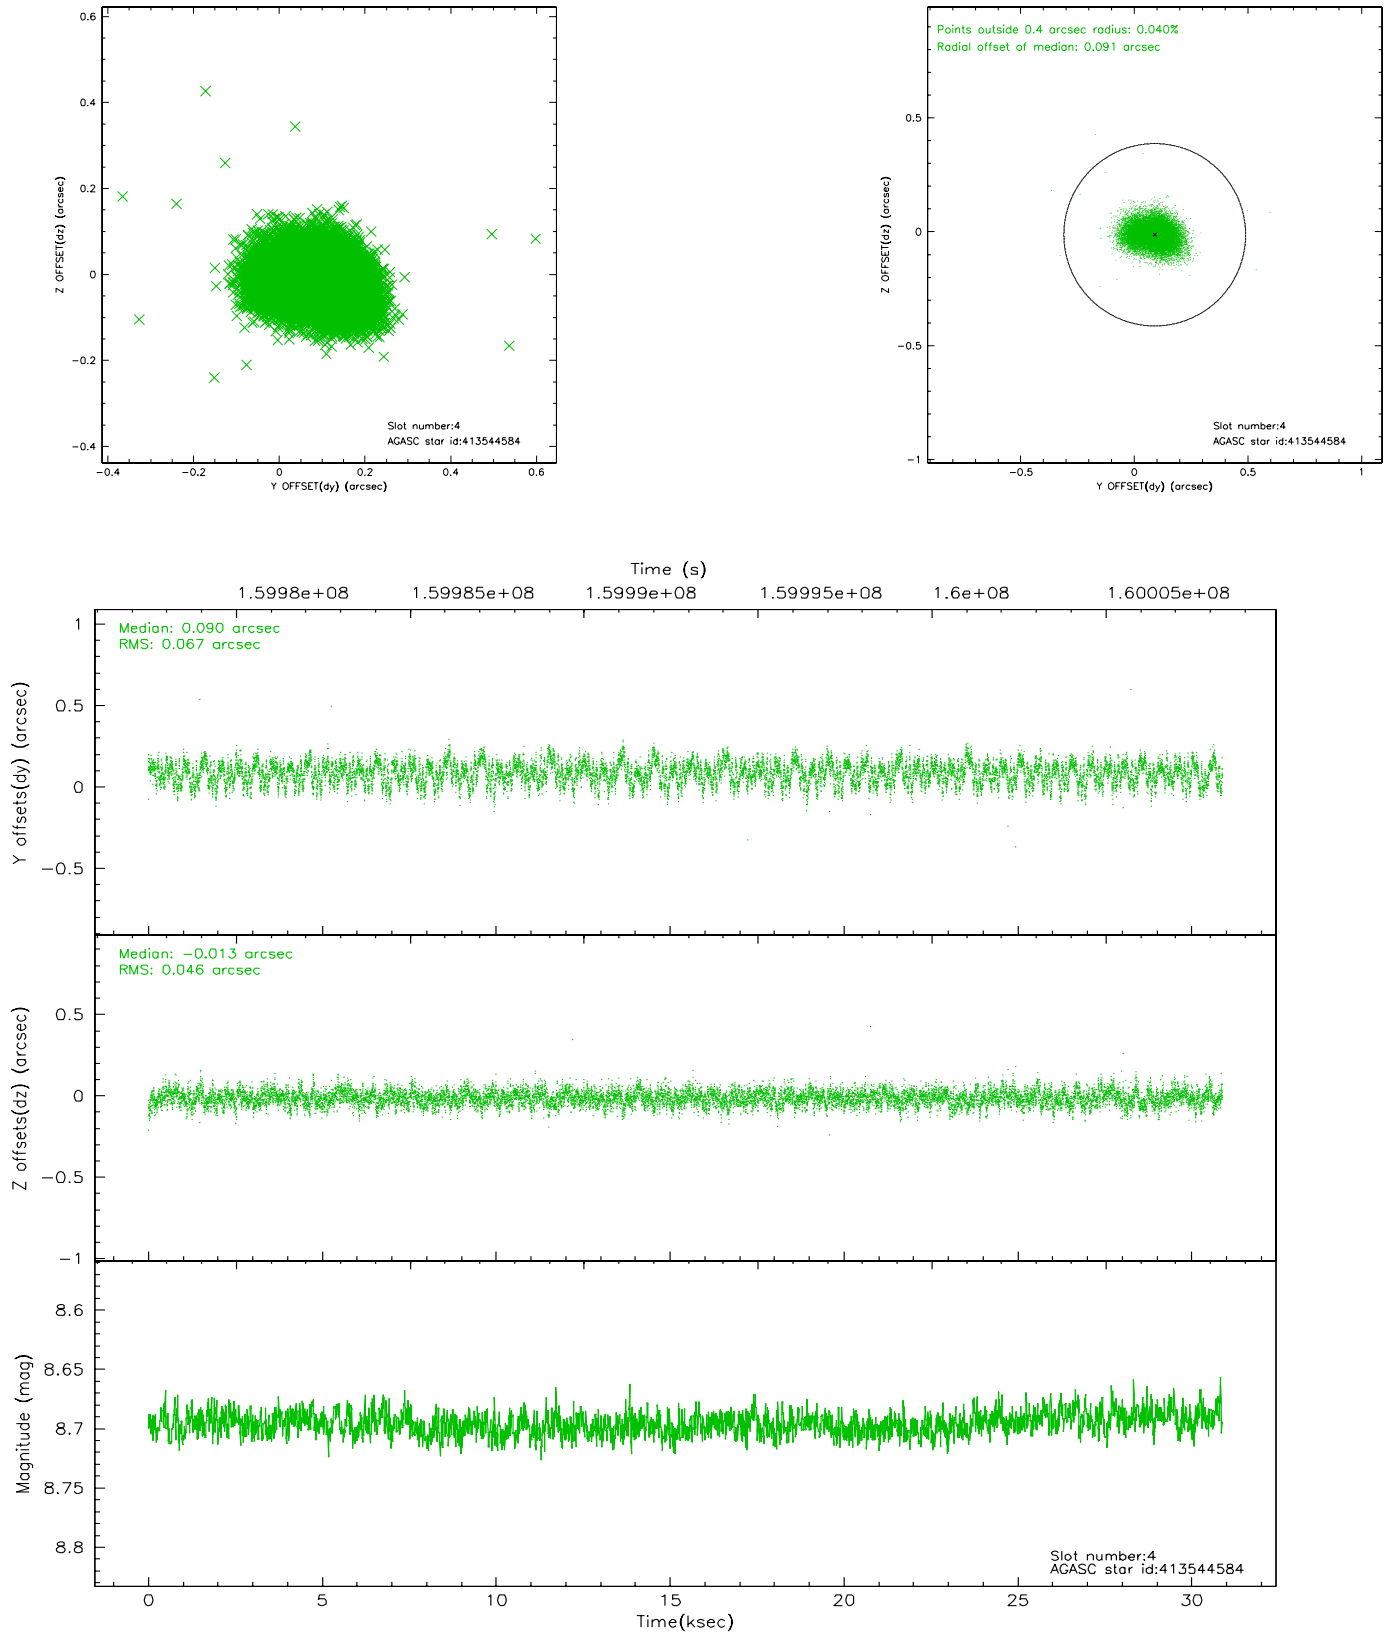 0.6
0.4
0.2
0
−0.2
−0.4
Z OFFSET(dz) (arcsec)
−0.4 −0.2 0 0.2 0.4 0.6
Y OFFSET(dy) (arcsec)
Slot number:4
AGASC star id:413544584
Points outside 0.4 arcsec radius: 0.040%
Radial offset of median: 0.091 arcsec
0.5
0
−0.5
−1
Z OFFSET(dz) (arcsec)
−0.5 0 0.5 1
Y OFFSET(dy) (arcsec)
Slot number:4
AGASC star id:413544584
Time (s)
1.5998e+08 1.59985e+08 1.5999e+08 1.59995e+08 1.6e+08 1.60005e+08
Median: 0.090 arcsec
RMS: 0.067 arcsec
1
0.5
0
−0.5
Y offsets(dy) (arcsec)
Median: −0.013 arcsec
RMS: 0.046 arcsec
0.5
0
−0.5
−1
Z offsets(dz) (arcsec)
8.6
8.65
8.7
8.75
8.8
Magnitude (mag)
Slot number:4
AGASC star id:413544584
0 5 10 15 20 25 30
Time(ksec)